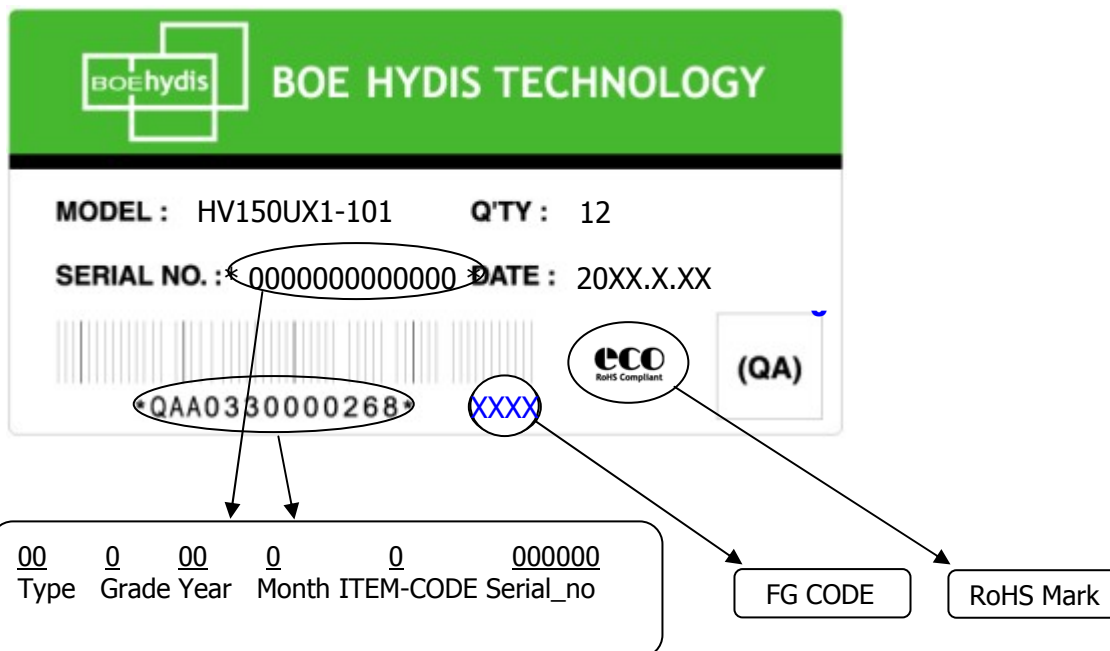 BOEhydis BOE HYDIS TECHNOLOGY
MODEL : HV150UX1-101 Q'TY : 12
SERIAL NO. : * 0000000000000 * DATE : 20XX.X.XX
eco
RoHS Compliant
(QA)
*QAA0330000268* XXXX
00 0 00 0 0 000000
Type Grade Year Month ITEM-CODE Serial_no
FG CODE RoHS Mark